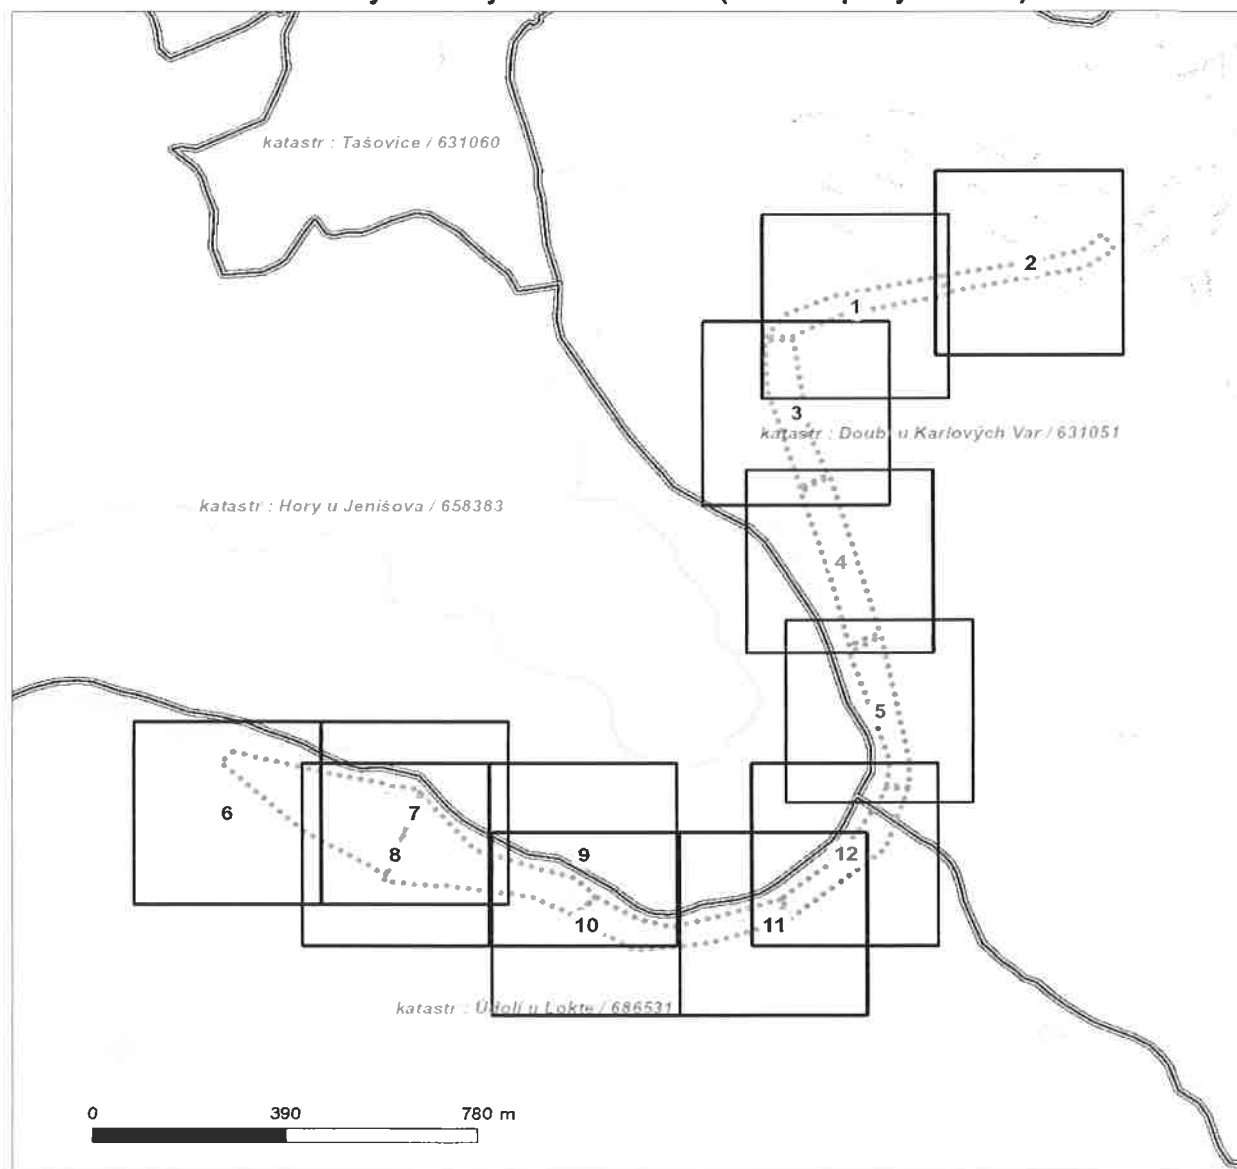 katastr : Tašovice / 631060
2
1
3
katastr : Doubí u Karlových Var / 631051
katastr : Hory u Jenišova / 658383
4
5
6
7
8
9
12
10
11
katastr : Údolí u Lokte / 686531
0 390 780 m